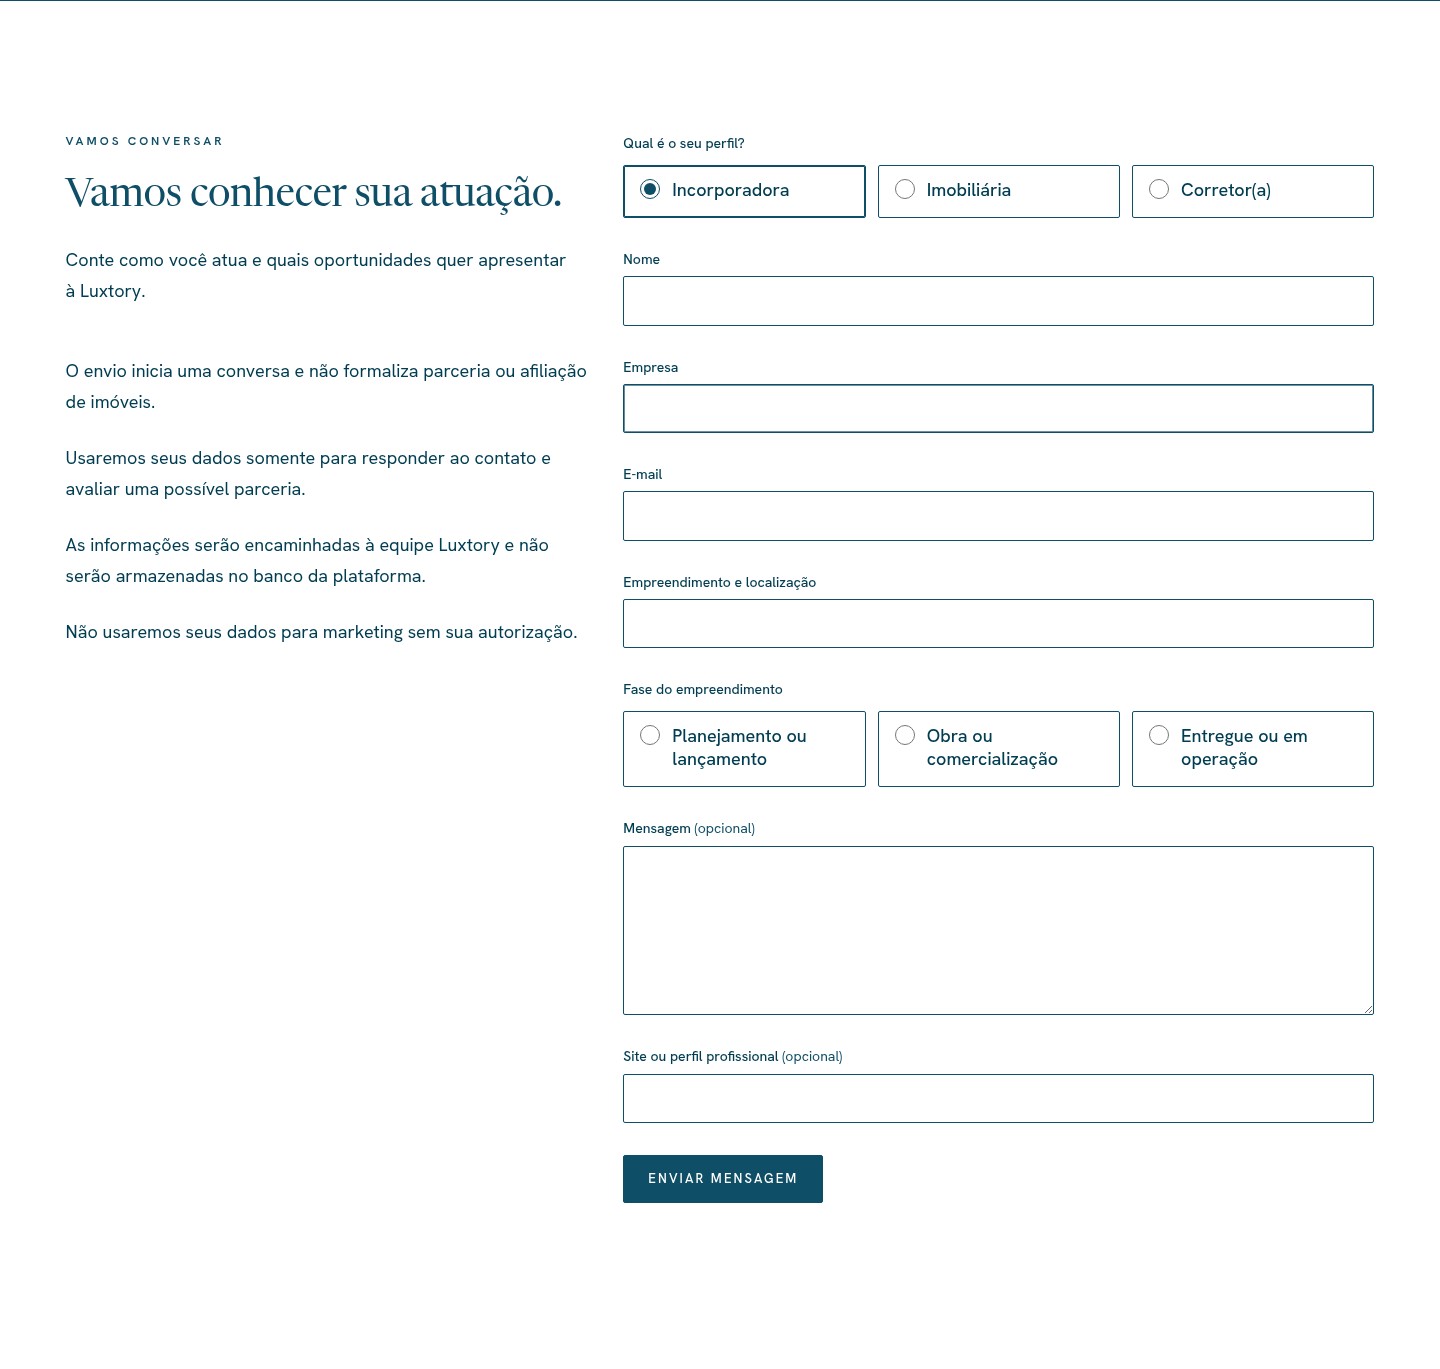 VAMOS CONVERSAR
Vamos conhecer sua atuação.
Conte como você atua e quais oportunidades quer apresentar
à Luxtory.
O envio inicia uma conversa e não formaliza parceria ou afiliação
de imóveis.
Usaremos seus dados somente para responder ao contato e
avaliar uma possível parceria.
As informações serão encaminhadas à equipe Luxtory e não
serão armazenadas no banco da plataforma.
Não usaremos seus dados para marketing sem sua autorização.
Qual é o seu perfil?
Incorporadora
Imobiliária
Corretor(a)
Nome
Empresa
E-mail
Empreendimento e localização
Fase do empreendimento
Planejamento ou
lançamento
Obra ou
comercialização
Entregue ou em
operação
Mensagem (opcional)
Site ou perfil profissional (opcional)
ENVIAR MENSAGEM